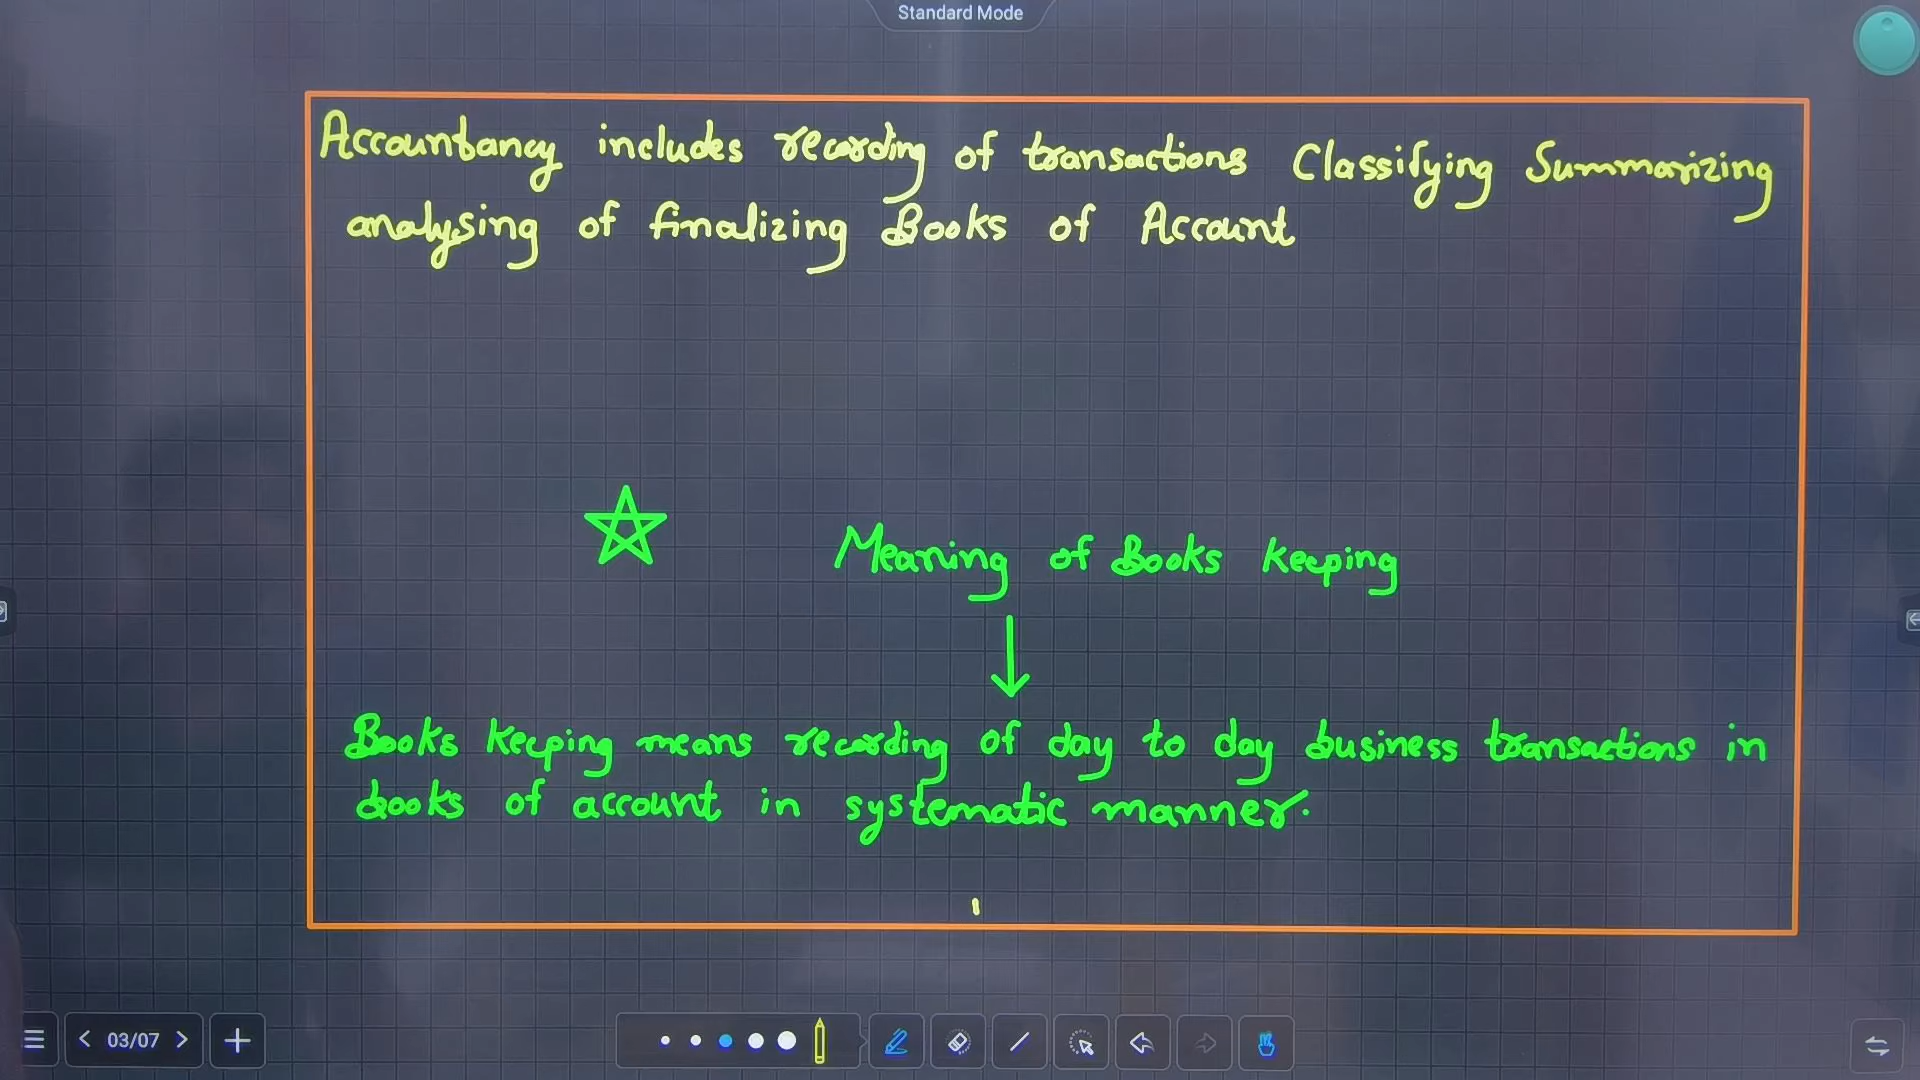 Standard Mode
Accountancy includes recording of transactions Classifying Summarizing
analysing of finalizing Books of Account
Meaning of Books Keeping
Books Keeping means recording of day to day business transactions in
books of account in systematic manner.
03/07